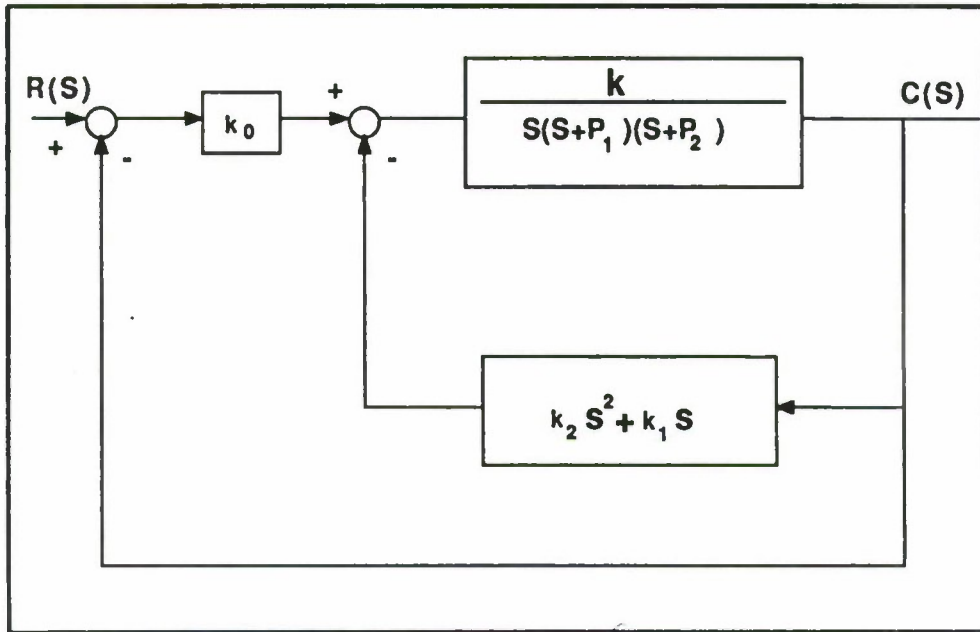 R(S)
+
-
k₀
+
-
k
S(S+P₁)(S+P₂)
C(S)
k₂ S² + k₁ S